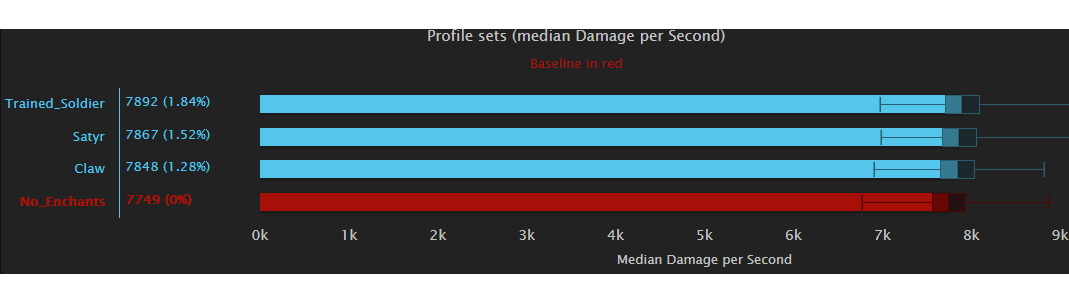 Profile sets (median Damage per Second)
Baseline in red
Trained_Soldier 7892 (1.84%)
Satyr 7867 (1.52%)
Claw 7848 (1.28%)
No_Enchants 7749 (0%)
0k 1k 2k 3k 4k 5k 6k 7k 8k 9k
Median Damage per Second